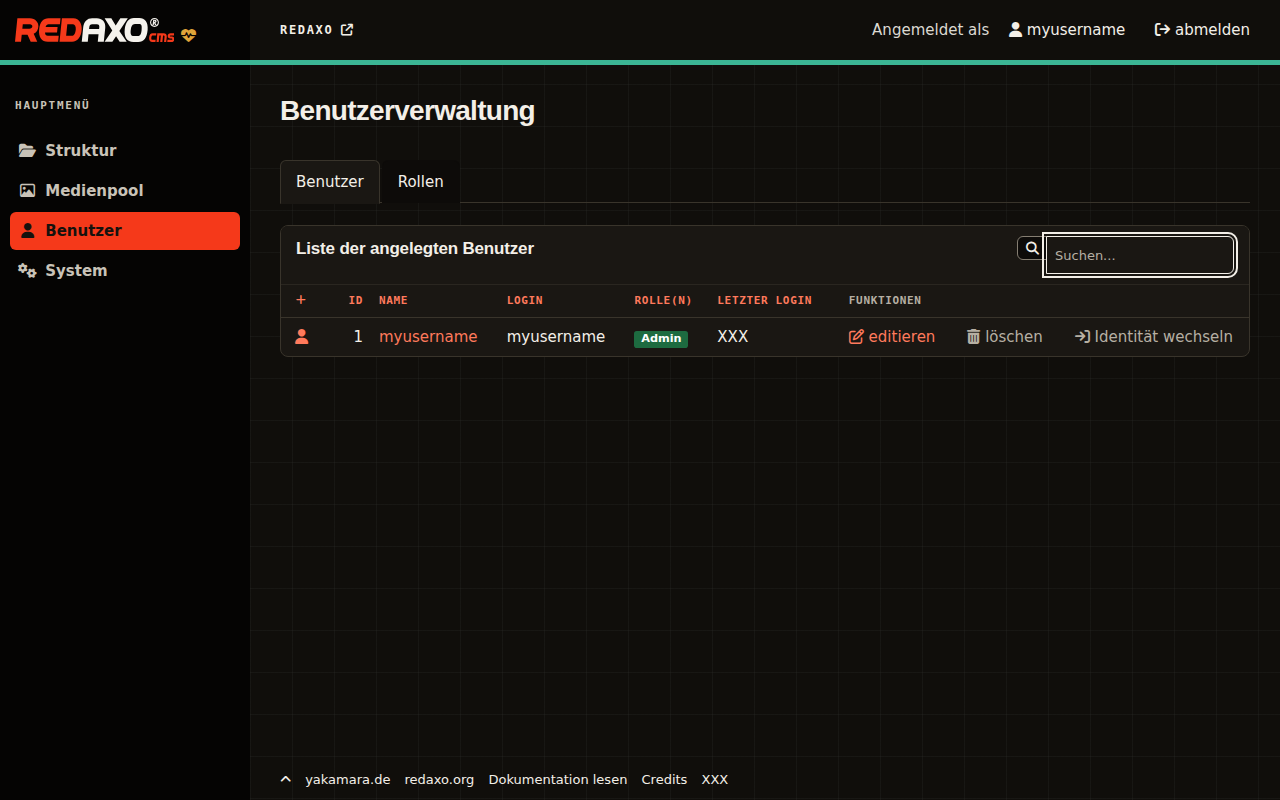 REDAXO® cms
REDAXO
Angemeldet als myusername abmelden
HAUPTMENÜ
Struktur
Medienpool
Benutzer
System
Benutzerverwaltung
Benutzer Rollen
Liste der angelegten Benutzer
Suchen...
+ ID NAME LOGIN ROLLE(N) LETZTER LOGIN FUNKTIONEN
1 myusername myusername Admin XXX editieren löschen Identität wechseln
yakamara.de redaxo.org Dokumentation lesen Credits XXX